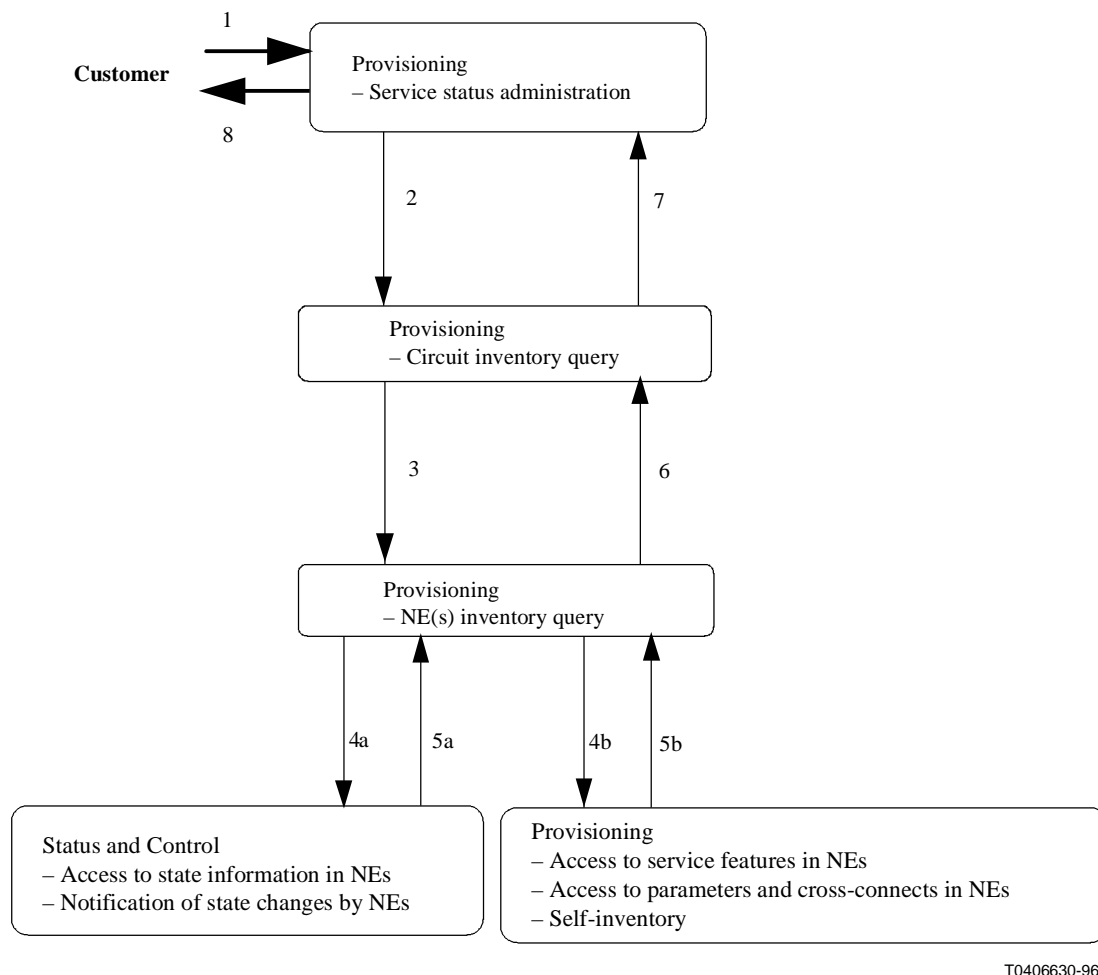 1
Customer
8
Provisioning
– Service status administration
2
7
Provisioning
– Circuit inventory query
3
6
Provisioning
– NE(s) inventory query
4a
5a
4b
5b
Status and Control
– Access to state information in NEs
– Notification of state changes by NEs
Provisioning
– Access to service features in NEs
– Access to parameters and cross-connects in NEs
– Self-inventory
T0406630-96